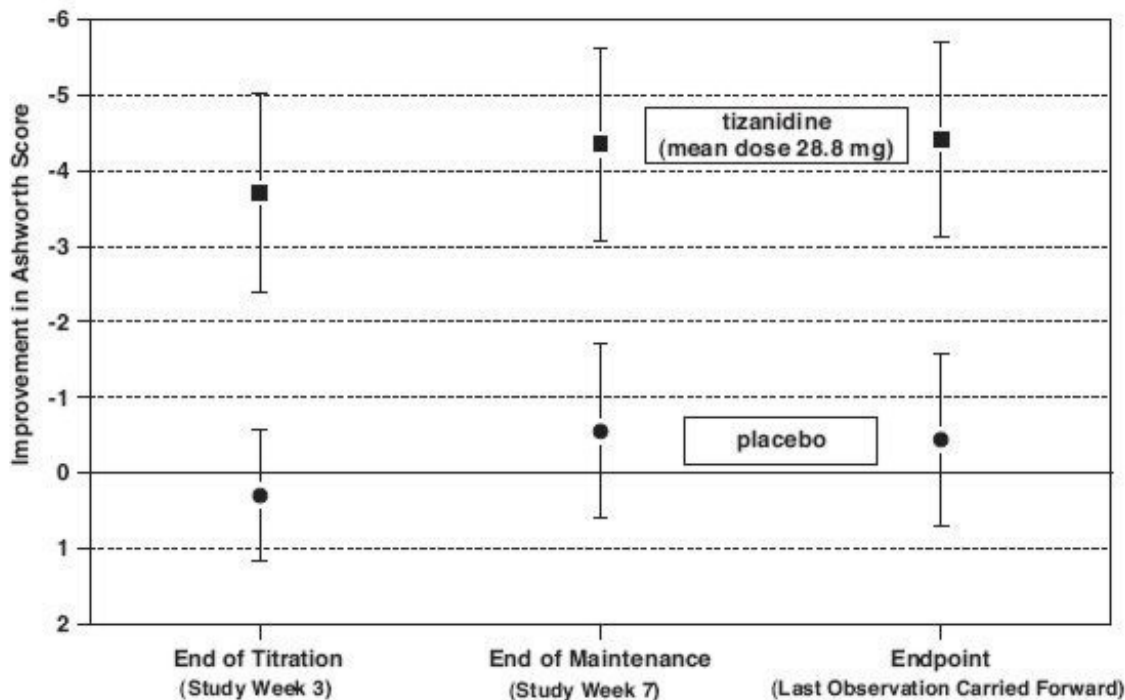 Improvement in Ashworth Score
-6
-5
-4
-3
-2
-1
0
1
2
tizanidine
(mean dose 28.8 mg)
placebo
End of Titration
(Study Week 3)
End of Maintenance
(Study Week 7)
Endpoint
(Last Observation Carried Forward)